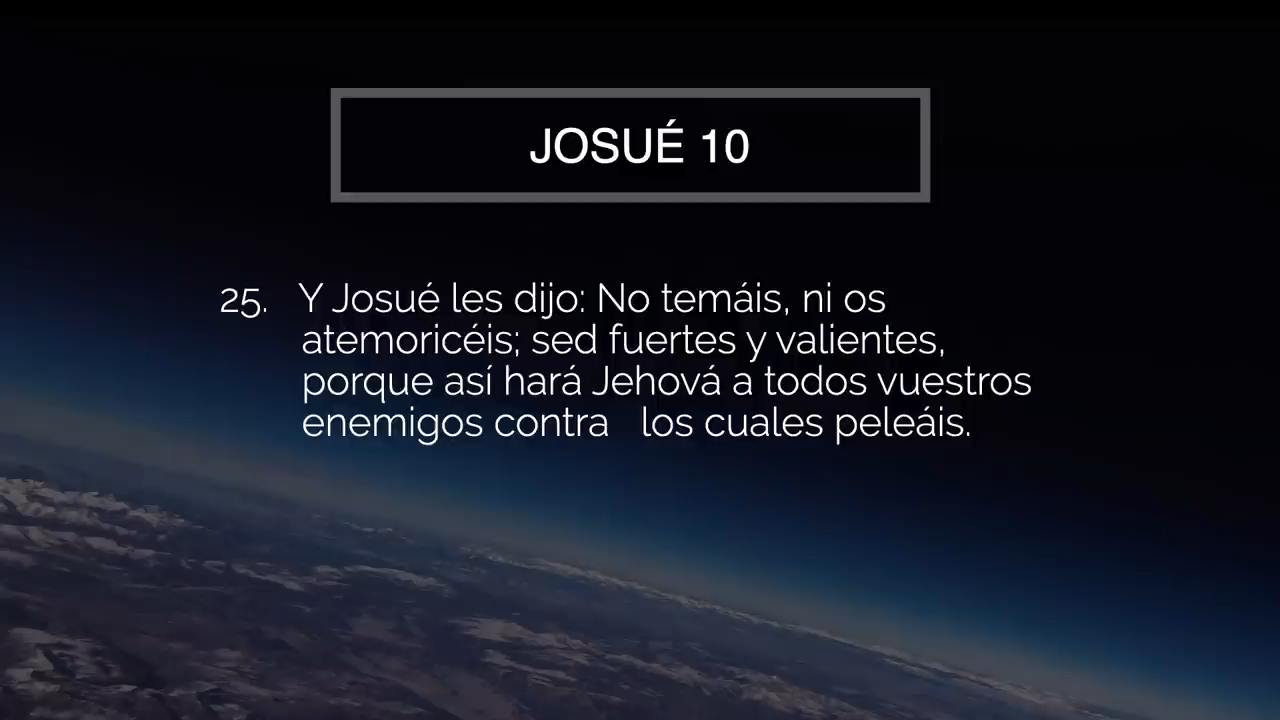 JOSUÉ 10
25. Y Josué les dijo: No temáis, ni os
atemoricéis; sed fuertes y valientes,
porque así hará Jehová a todos vuestros
enemigos contra los cuales peleáis.